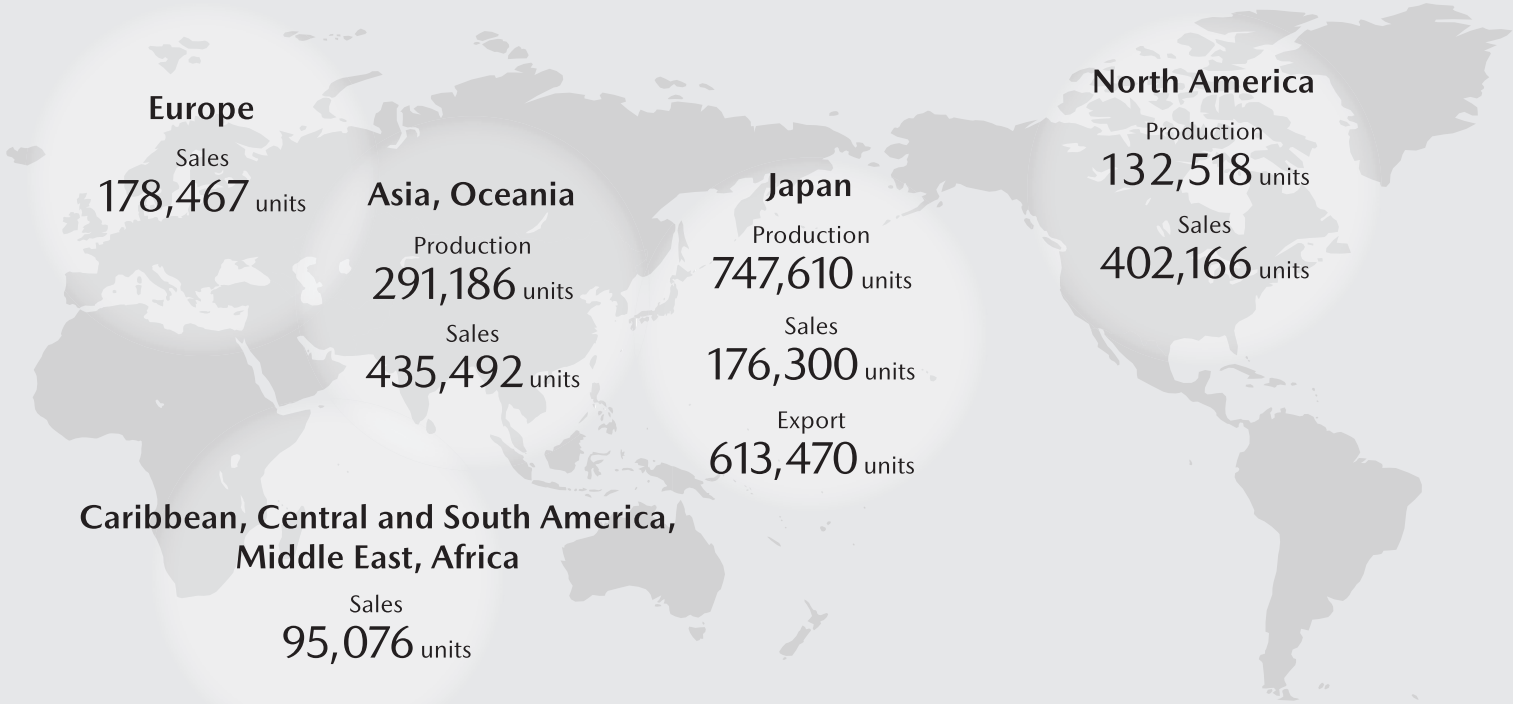 Europe
Sales
178,467 units
Asia, Oceania
Production
291,186 units
Sales
435,492 units
Japan
Production
747,610 units
Sales
176,300 units
Export
613,470 units
North America
Production
132,518 units
Sales
402,166 units
Caribbean, Central and South America,
Middle East, Africa
Sales
95,076 units